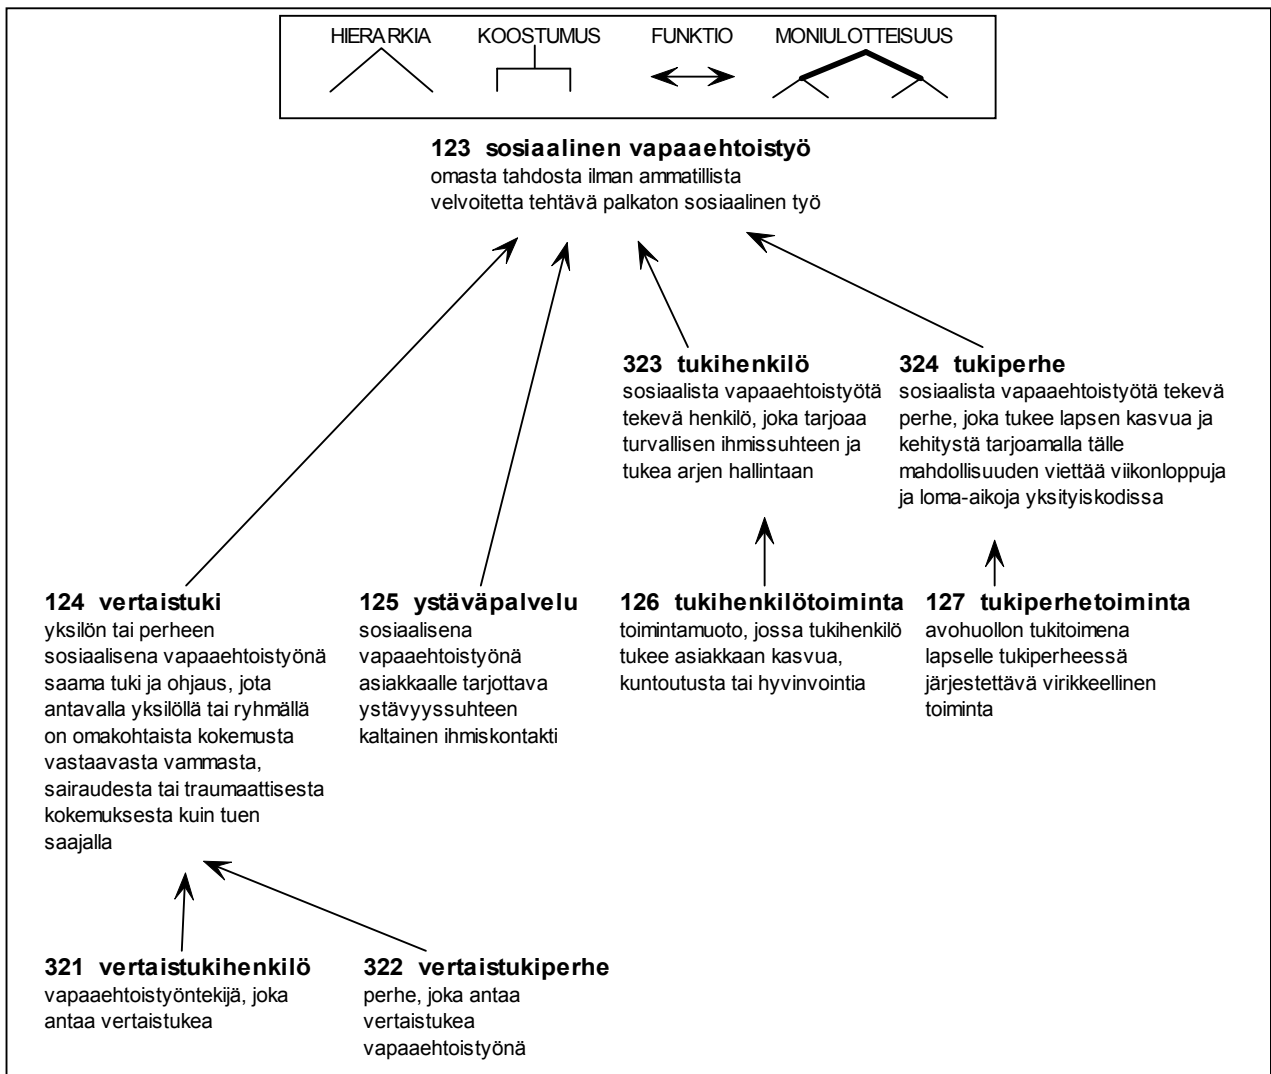 HIERARKIA KOOSTUMUS FUNKTIO MONIULOTTEISUUS
123 sosiaalinen vapaaehtoistyö
omasta tahdosta ilman ammatillista
velvoitetta tehtävä palkaton sosiaalinen työ
323 tukihenkilö
sosiaalista vapaaehtoistyötä
tekevä henkilö, joka tarjoaa
turvallisen ihmissuhteen ja
tukea arjen hallintaan
324 tukiperhe
sosiaalista vapaaehtoistyötä tekevä
perhe, joka tukee lapsen kasvua ja
kehitystä tarjoamalla tälle
mahdollisuuden viettää viikonloppuja
ja loma-aikoja yksityiskodissa
124 vertaistuki
yksilön tai perheen
sosiaalisena vapaaehtoistyönä
saama tuki ja ohjaus, jota
antavalla yksilöllä tai ryhmällä
on omakohtaista kokemusta
vastaavasta vammasta,
sairaudesta tai traumaattisesta
kokemuksesta kuin tuen
saajalla
125 ystäväpalvelu
sosiaalisena
vapaaehtoistyönä
asiakkaalle tarjottava
ystävyyssuhteen
kaltainen ihmiskontakti
126 tukihenkilötoiminta
toimintamuoto, jossa tukihenkilö
tukee asiakkaan kasvua,
kuntoutusta tai hyvinvointia
127 tukiperhetoiminta
avohuollon tukitoimena
lapselle tukiperheessä
järjestettävä virikkeellinen
toiminta
321 vertaistukihenkilö
vapaaehtoistyöntekijä, joka
antaa vertaistukea
322 vertaistukiperhe
perhe, joka antaa
vertaistukea
vapaaehtoistyönä